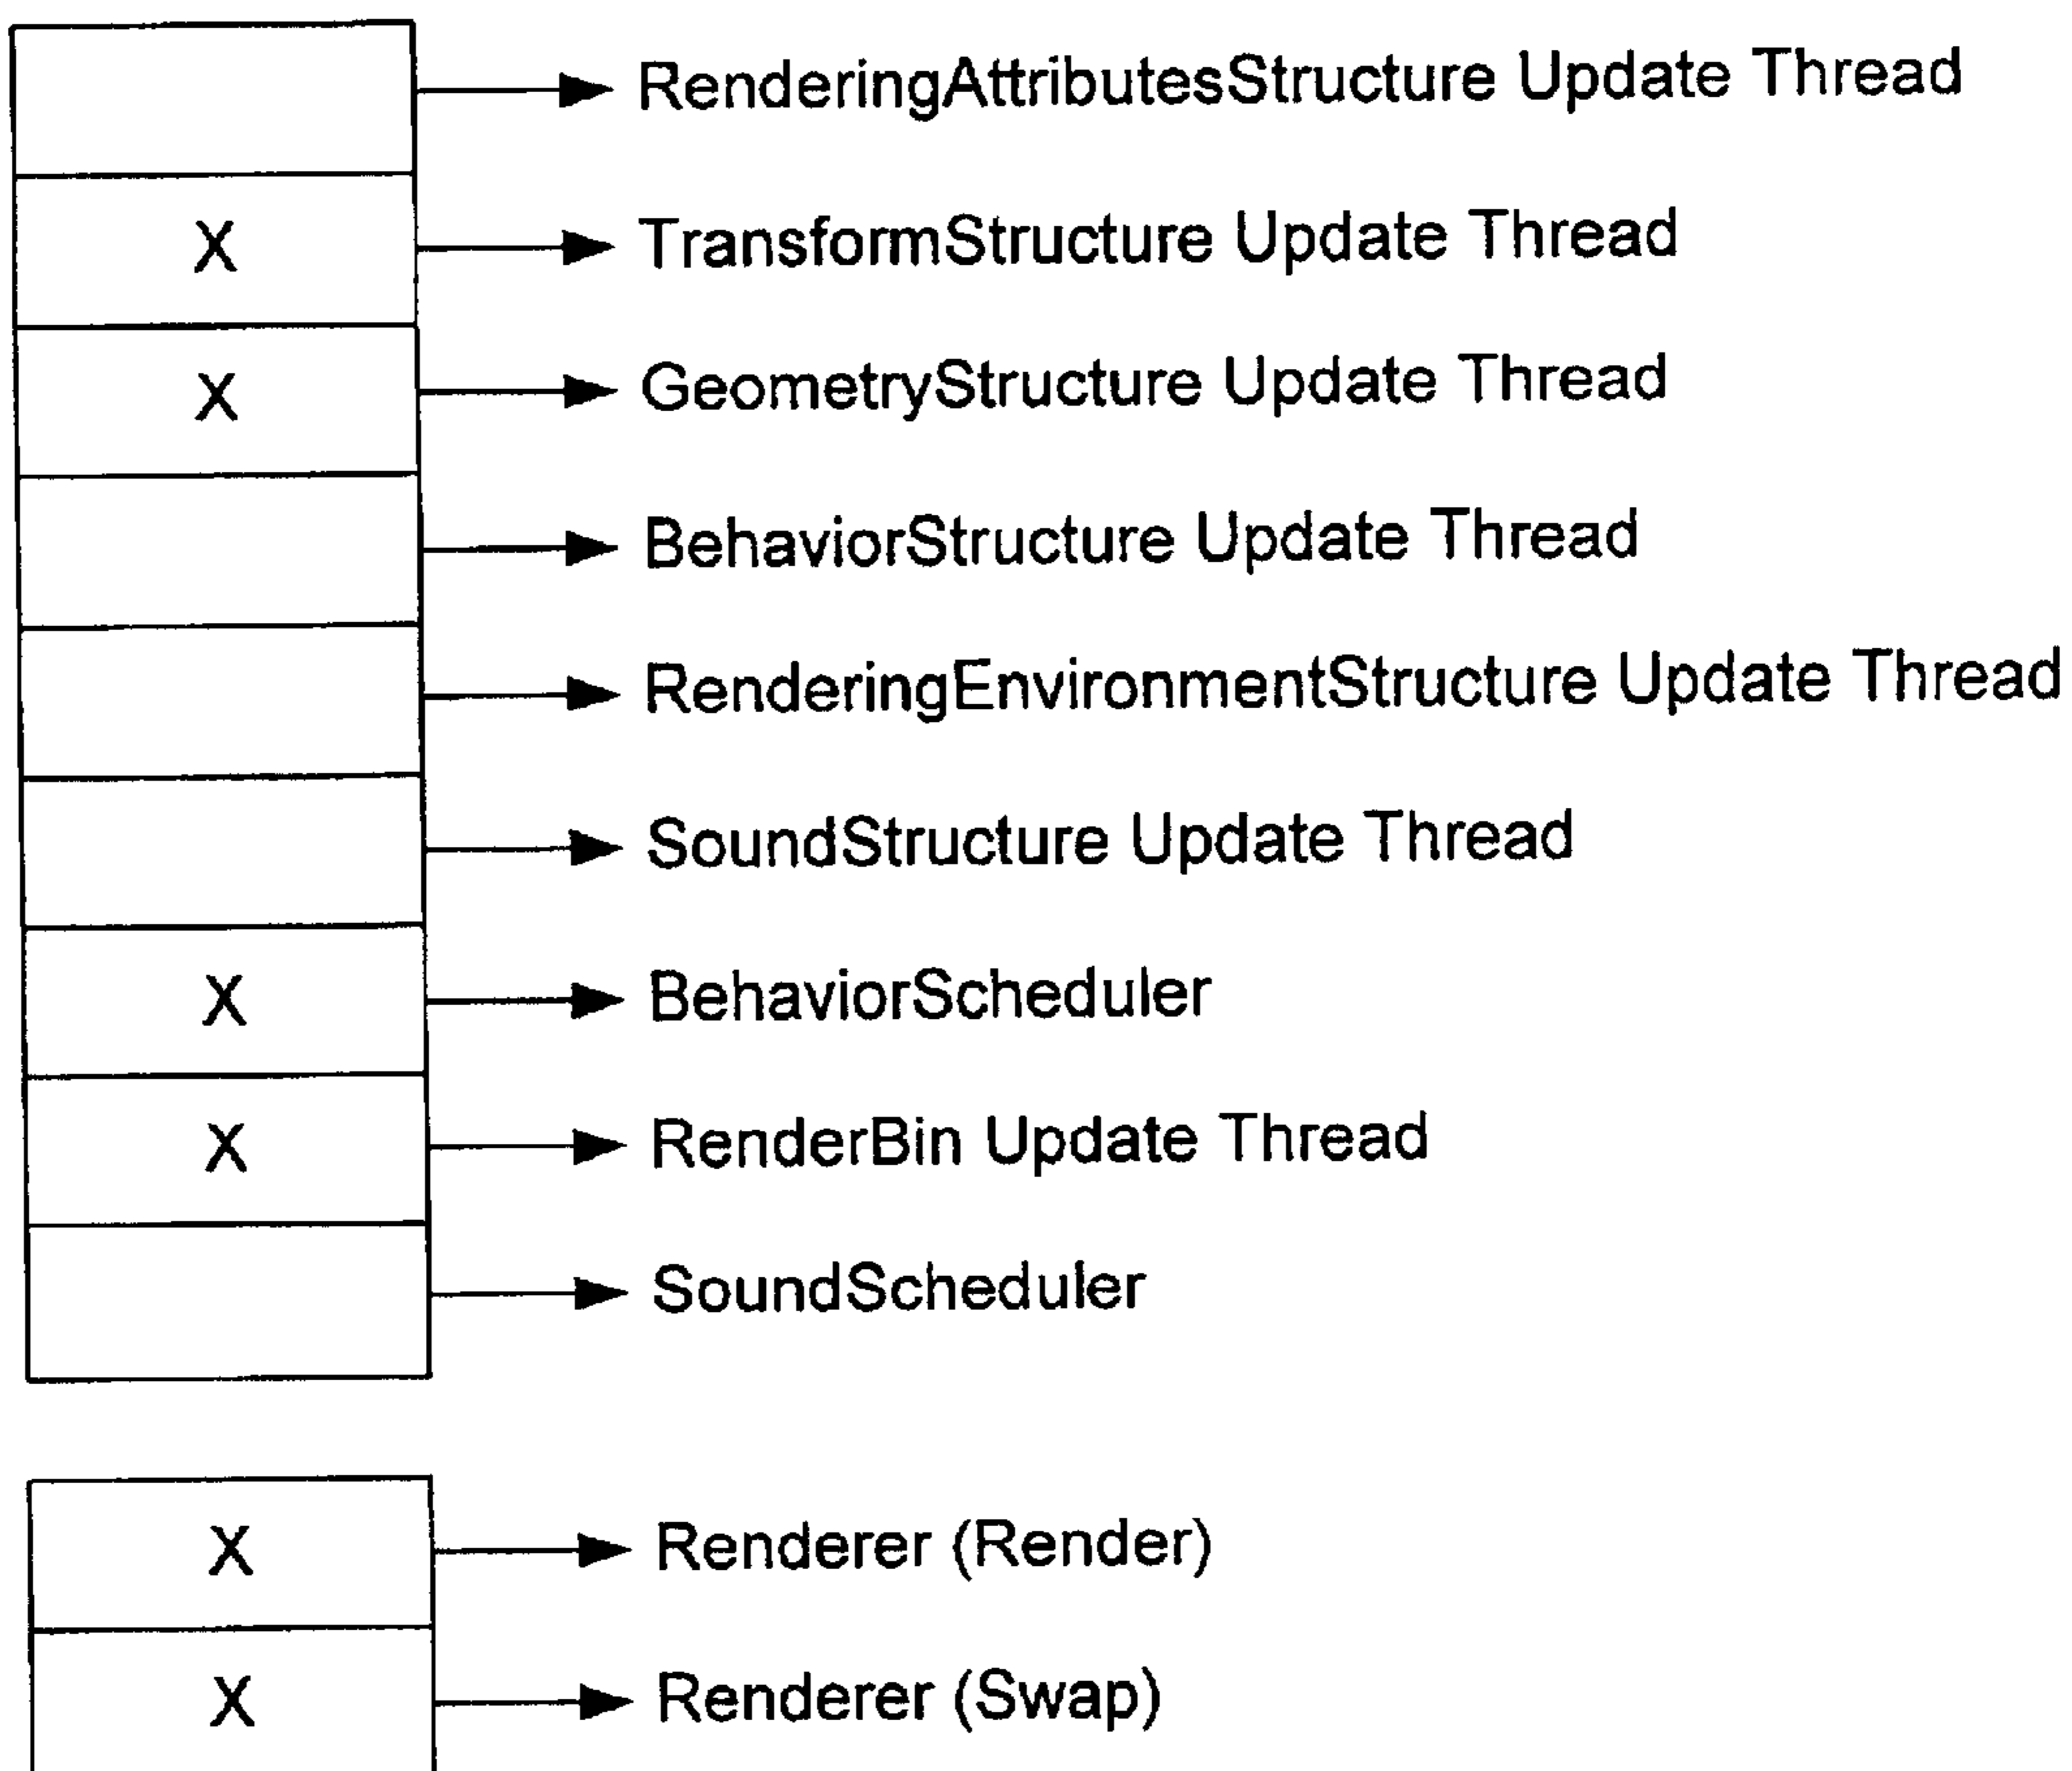 RenderingAttributesStructure Update Thread
X TransformStructure Update Thread
X GeometryStructure Update Thread
BehaviorStructure Update Thread
RenderingEnvironmentStructure Update Thread
SoundStructure Update Thread
X BehaviorScheduler
X RenderBin Update Thread
SoundScheduler
X Renderer (Render)
X Renderer (Swap)